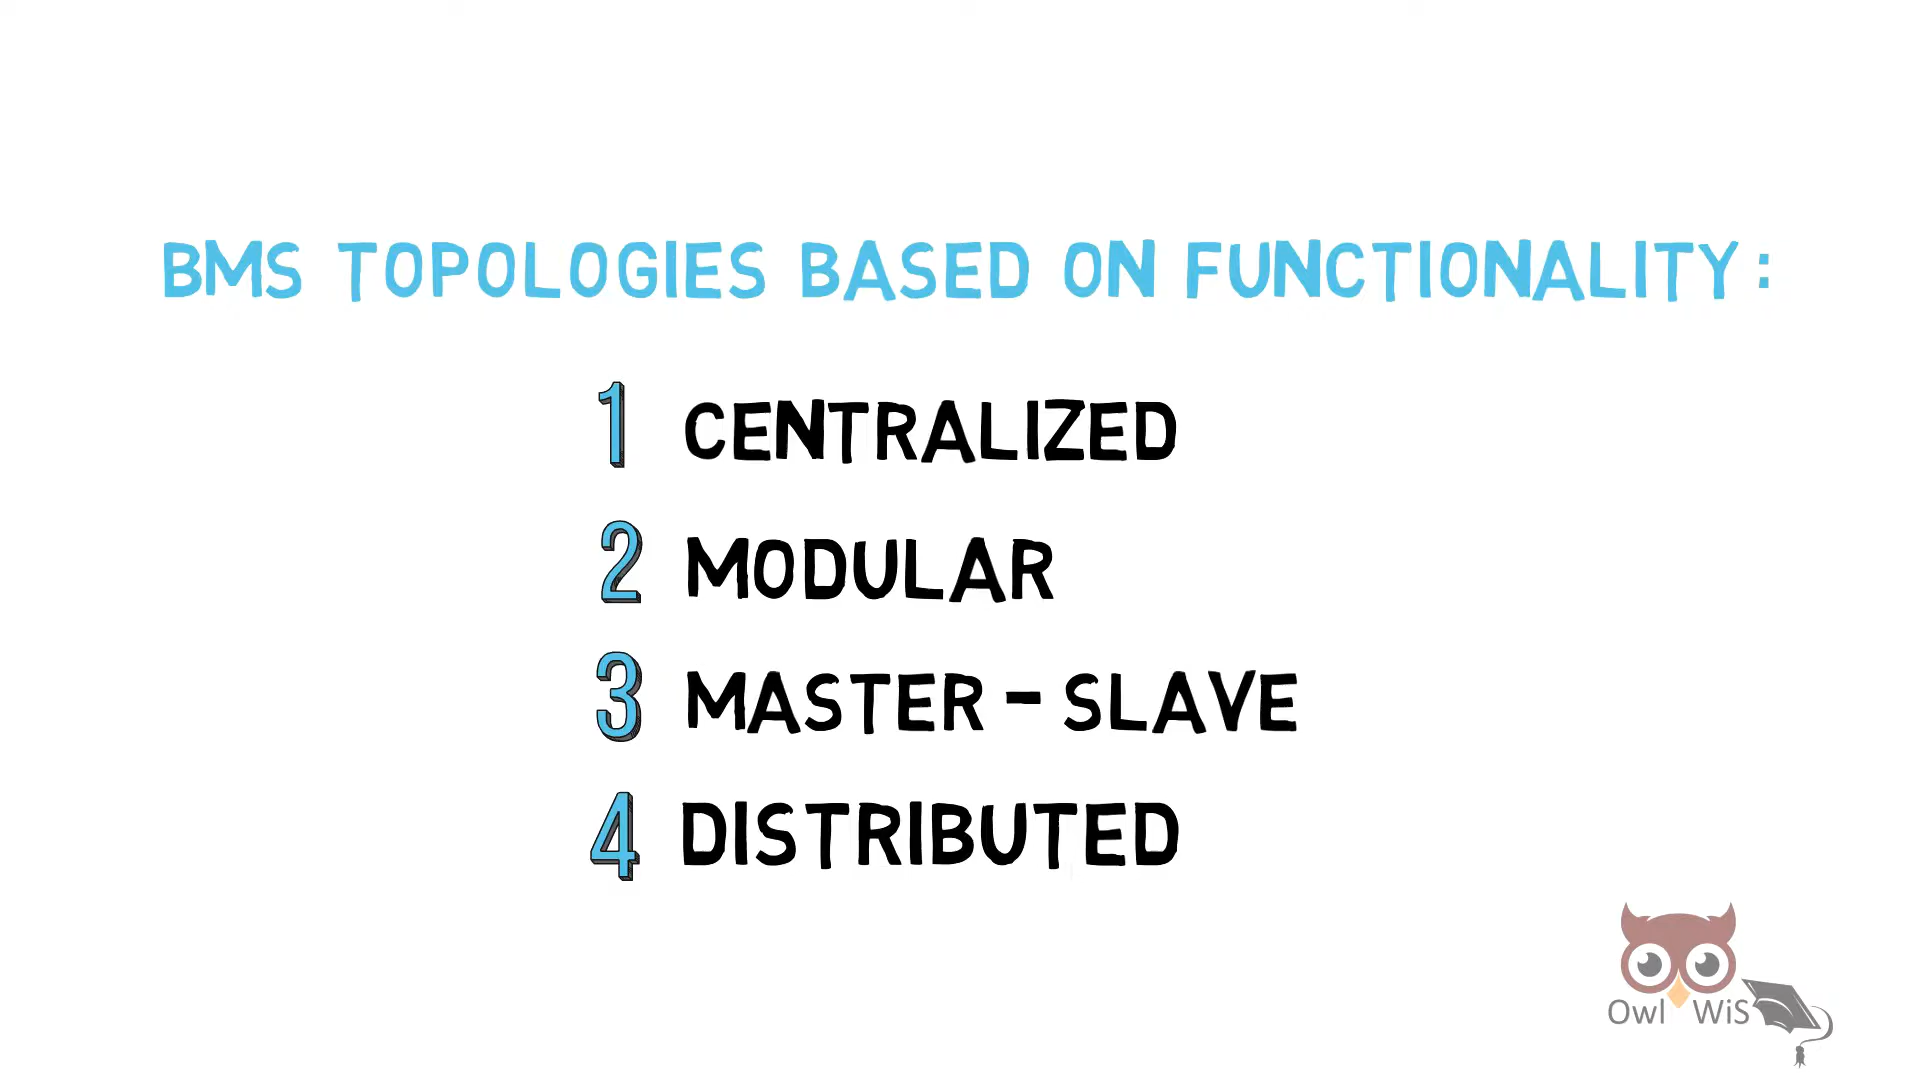 BMS TOPOLOGIES BASED ON FUNCTIONALITY:
1 CENTRALIZED
2 MODULAR
3 MASTER - SLAVE
4 DISTRIBUTED
Owl WiS